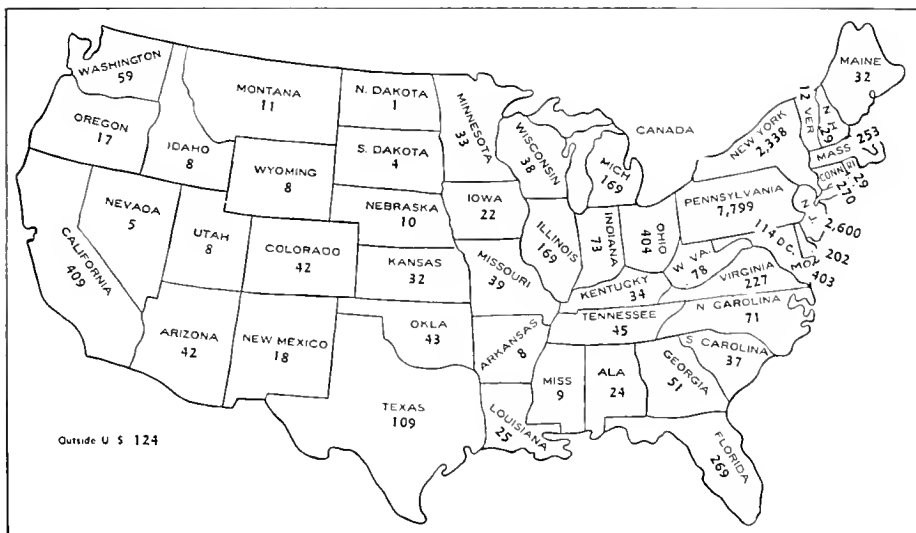 WASHINGTON
59
OREGON
17
CALIFORNIA
409
NEVADA
5
IDAHO
8
MONTANA
11
WYOMING
8
UTAH
8
COLORADO
42
ARIZONA
42
NEW MEXICO
18
N. DAKOTA
1
S. DAKOTA
4
NEBRASKA
10
KANSAS
32
OKLA
43
TEXAS
109
MINNESOTA
33
IOWA
22
MISSOURI
39
ARKANSAS
8
LOUISIANA
25
WISCONSIN
38
ILLINOIS
169
MICH
169
INDIANA
73
OHIO
404
KENTUCKY
34
TENNESSEE
45
MISS
9
ALA
24
GEORGIA
51
FLORIDA
269
S CAROLINA
37
N CAROLINA
71
VIRGINIA
227
W VA.
78
114 D.C.
PENNSYLVANIA
7,799
NEW YORK
2,338
CANADA
MAINE
32
12 VER
N H
29
MASS 253
CONN
270
RI
29
N J
2,600
202
MD
403
Outside U S 124